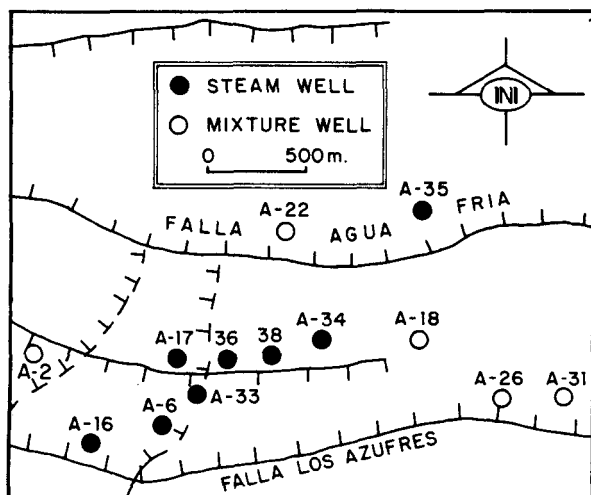 STEAM WELL
MIXTURE WELL
0 500 m.
N
A-35
A-22
FALLA AGUA FRIA
A-34
A-18
A-17 36 38
A-2
A-33
A-26 A-31
A-6
A-16
FALLA LOS AZUFRES